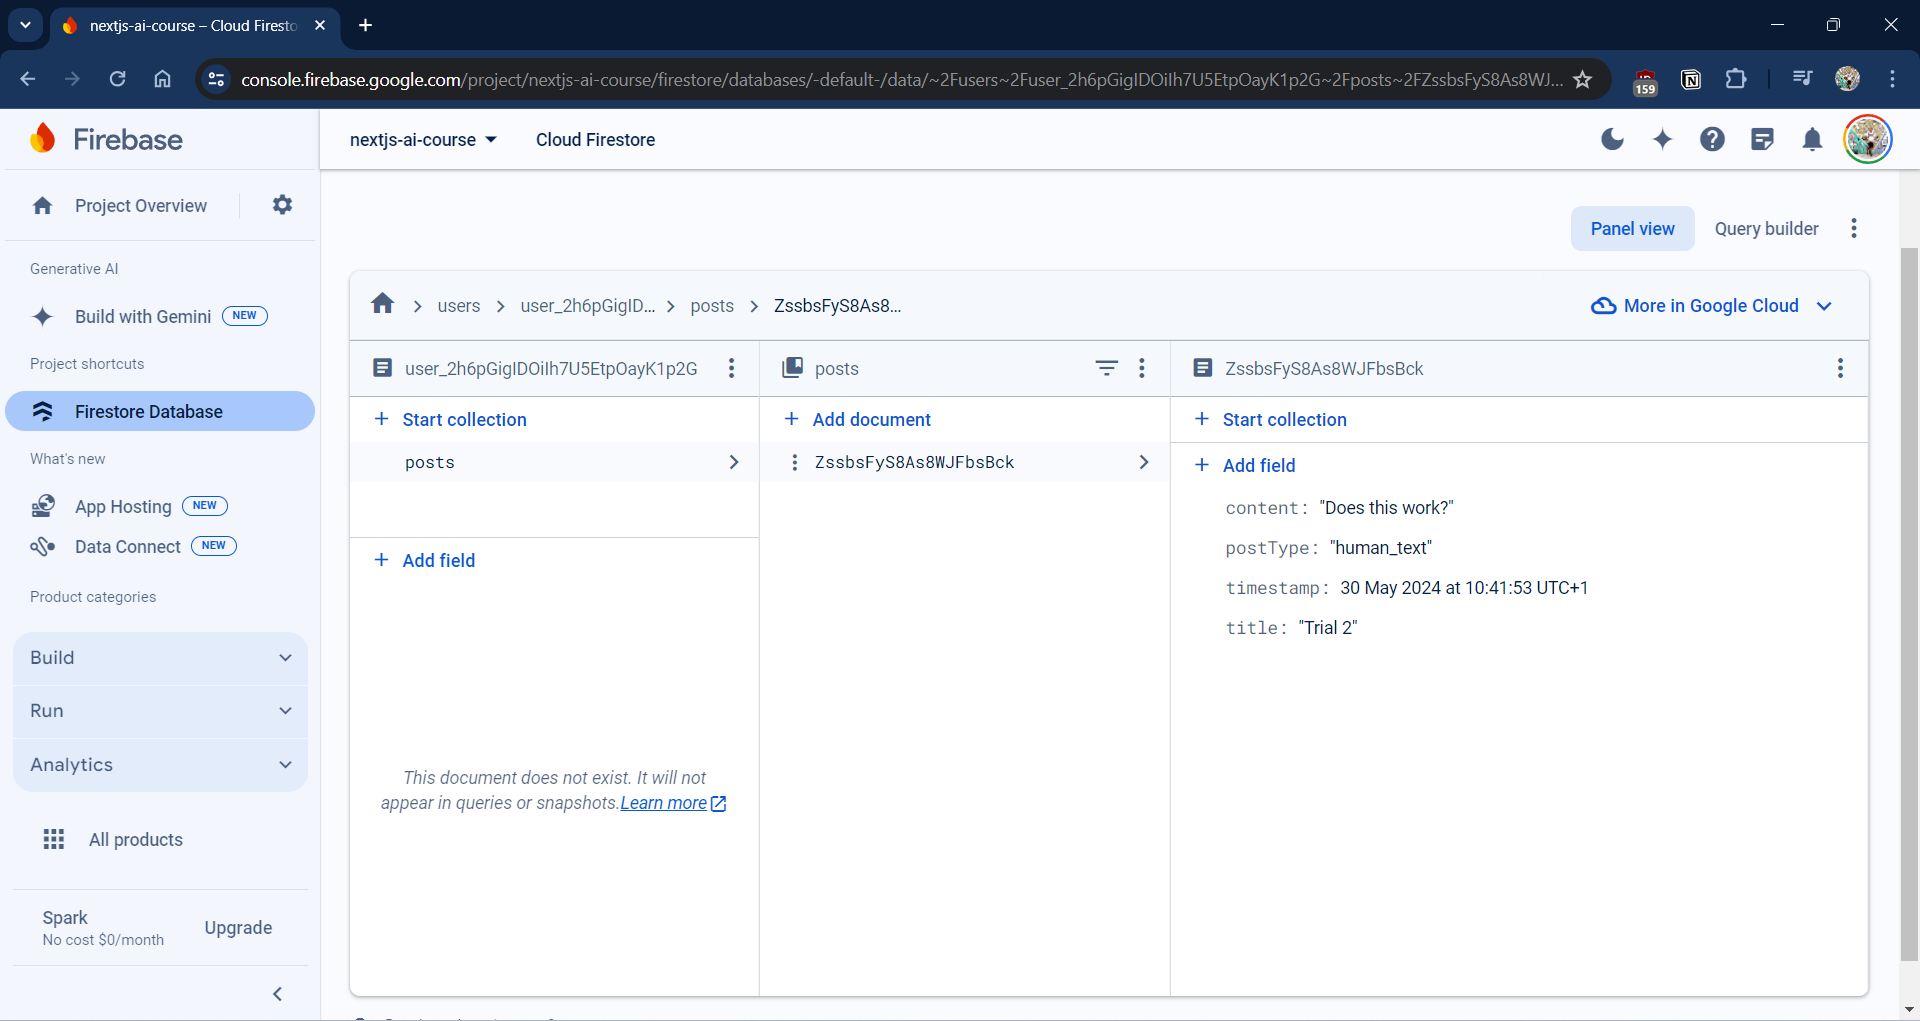 nextjs-ai-course – Cloud Firesto
console.firebase.google.com/project/nextjs-ai-course/firestore/databases/-default-/data/~2Fusers~2Fuser_2h6pGigIDOiIh7U5EtpOayK1p2G~2Fposts~2FZssbsFyS8As8WJ...
159
Firebase
nextjs-ai-course
Cloud Firestore
Project Overview
Generative AI
Build with Gemini NEW
Project shortcuts
Firestore Database
What's new
App Hosting NEW
Data Connect NEW
Product categories
Build
Run
Analytics
All products
Spark
No cost $0/month
Upgrade
Panel view
Query builder
users
user_2h6pGigID...
posts
ZssbsFyS8As8...
More in Google Cloud
user_2h6pGigIDOiIh7U5EtpOayK1p2G
+ Start collection
posts
+ Add field
This document does not exist. It will not
appear in queries or snapshots. Learn more
posts
+ Add document
ZssbsFyS8As8WJFbsBck
ZssbsFyS8As8WJFbsBck
+ Start collection
+ Add field
content: "Does this work?"
postType: "human_text"
timestamp: 30 May 2024 at 10:41:53 UTC+1
title: "Trial 2"